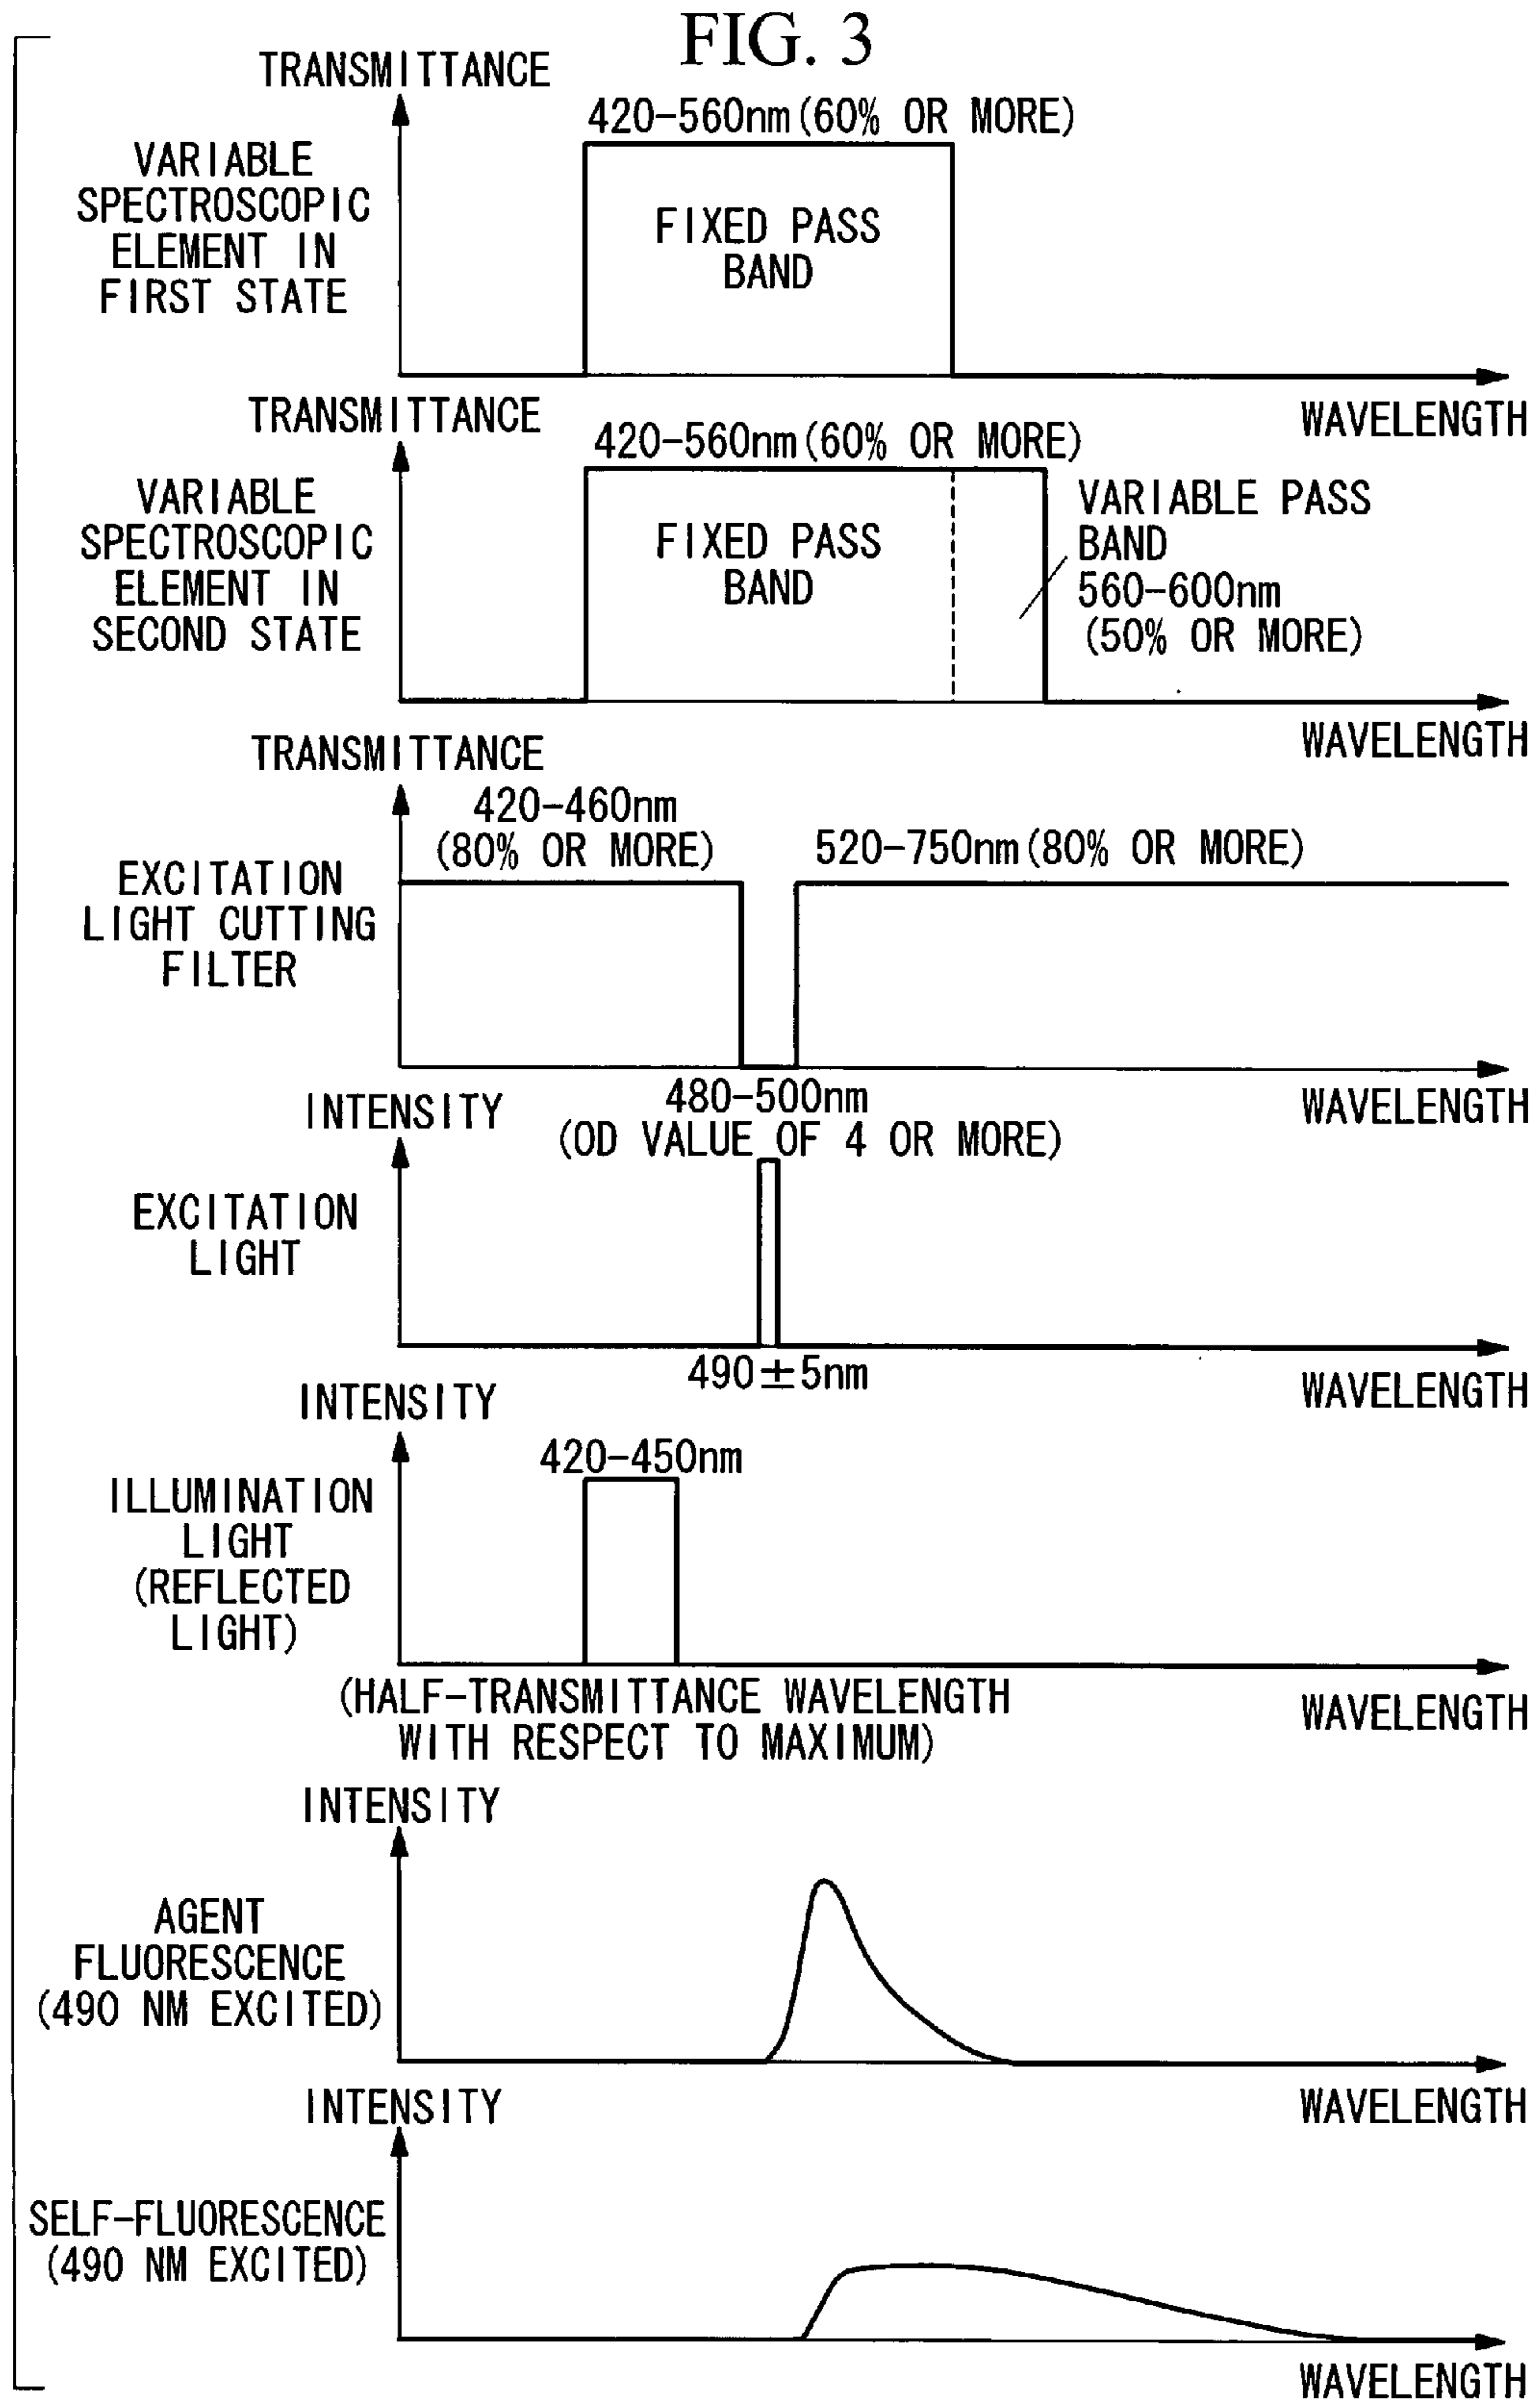 FIG. 3
TRANSMITTANCE
420-560nm(60% OR MORE)
VARIABLE
SPECTROSCOPIC
ELEMENT IN
FIRST STATE
FIXED PASS
BAND
WAVELENGTH
TRANSMITTANCE
420-560nm(60% OR MORE)
VARIABLE
SPECTROSCOPIC
ELEMENT IN
SECOND STATE
FIXED PASS
BAND
VARIABLE PASS
BAND
560-600nm
(50% OR MORE)
WAVELENGTH
TRANSMITTANCE
420-460nm
(80% OR MORE)
520-750nm(80% OR MORE)
EXCITATION
LIGHT CUTTING
FILTER
480-500nm
(OD VALUE OF 4 OR MORE)
WAVELENGTH
INTENSITY
EXCITATION
LIGHT
490±5nm
WAVELENGTH
INTENSITY
420-450nm
ILLUMINATION
LIGHT
(REFLECTED
LIGHT)
(HALF-TRANSMITTANCE WAVELENGTH
WITH RESPECT TO MAXIMUM)
WAVELENGTH
INTENSITY
AGENT
FLUORESCENCE
(490 NM EXCITED)
WAVELENGTH
INTENSITY
SELF-FLUORESCENCE
(490 NM EXCITED)
WAVELENGTH